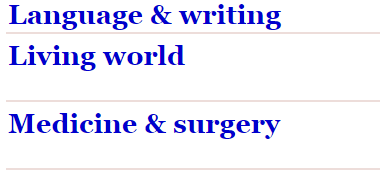 Language & writing
Living world
Medicine & surgery